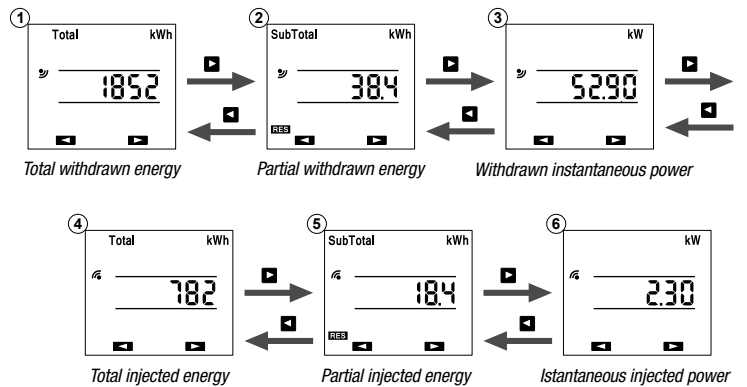 1
Total kWh
1852
Total withdrawn energy
2
SubTotal kWh
38.4
RES
Partial withdrawn energy
3
kW
52.90
Withdrawn instantaneous power
4
Total kWh
782
Total injected energy
5
SubTotal kWh
18.4
RES
Partial injected energy
6
kW
2.30
Istantaneous injected power